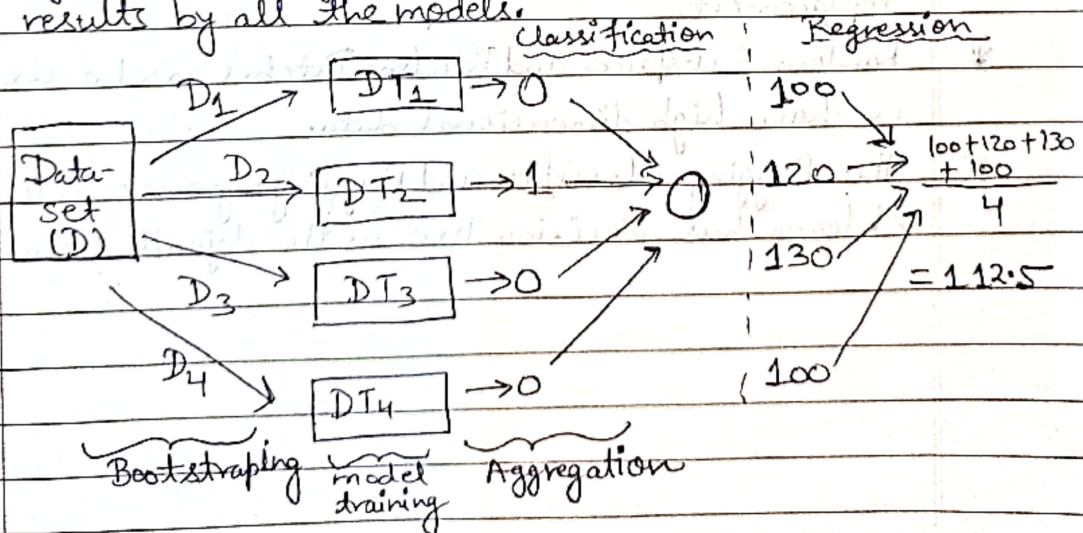 results by all the models.
Classification
Regression
D1
DT1
0
100
Data-
set
(D)
D2
DT2
1
0
120
100+120+130
+100
4
= 112.5
D3
DT3
0
130
D4
DT4
0
100
Bootstraping
model
training
Aggregation